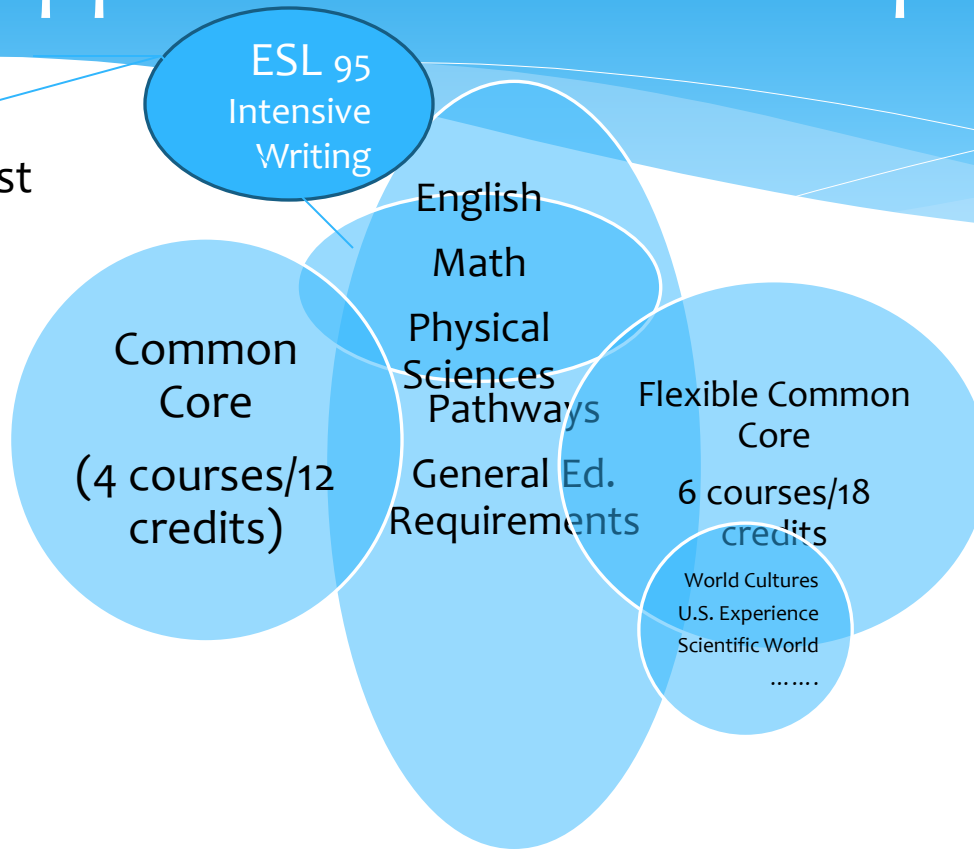 ESL 95
Intensive
Writing
st
English
Math
Physical
Sciences
Pathways
General Ed.
Requirements
Common
Core
(4 courses/12
credits)
Flexible Common
Core
6 courses/18
credits
World Cultures
U.S. Experience
Scientific World
…….